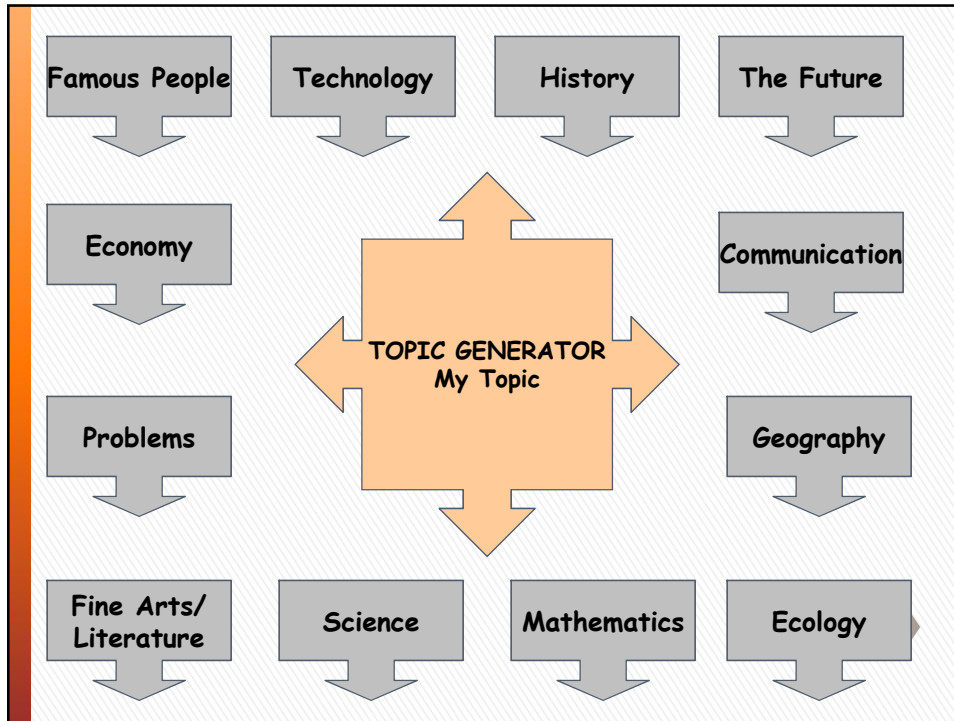 Famous People
Technology
History
The Future
Economy
Communication
TOPIC GENERATOR
My Topic
Problems
Geography
Fine Arts/
Literature
Science
Mathematics
Ecology